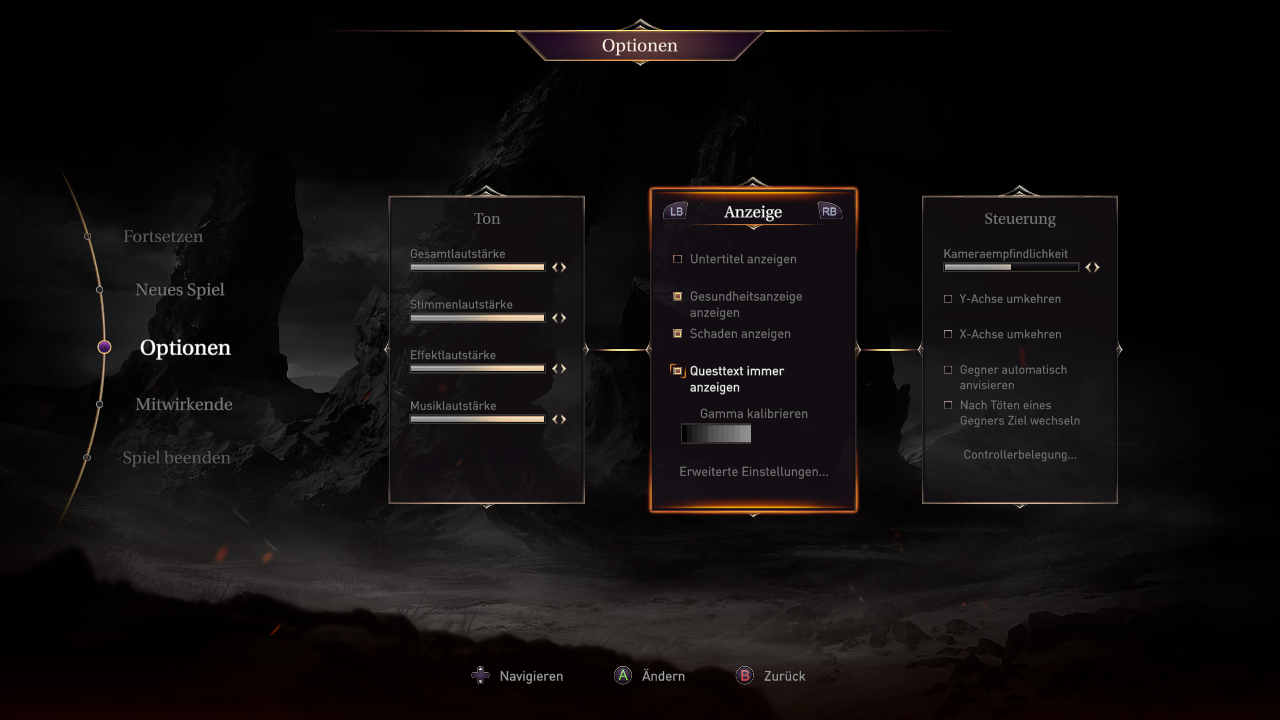 Optionen
Fortsetzen
Neues Spiel
Optionen
Mitwirkende
Spiel beenden
Ton
Gesamtlautstärke
Stimmenlautstärke
Effektlautstärke
Musiklautstärke
LB
Anzeige
RB
Untertitel anzeigen
Gesundheitsanzeige
anzeigen
Schaden anzeigen
Questtext immer
anzeigen
Gamma kalibrieren
Erweiterte Einstellungen...
Steuerung
Kameraempfindlichkeit
Y-Achse umkehren
X-Achse umkehren
Gegner automatisch
anvisieren
Nach Töten eines
Gegners Ziel wechseln
Controllerbelegung...
Navigieren
A Ändern
B Zurück